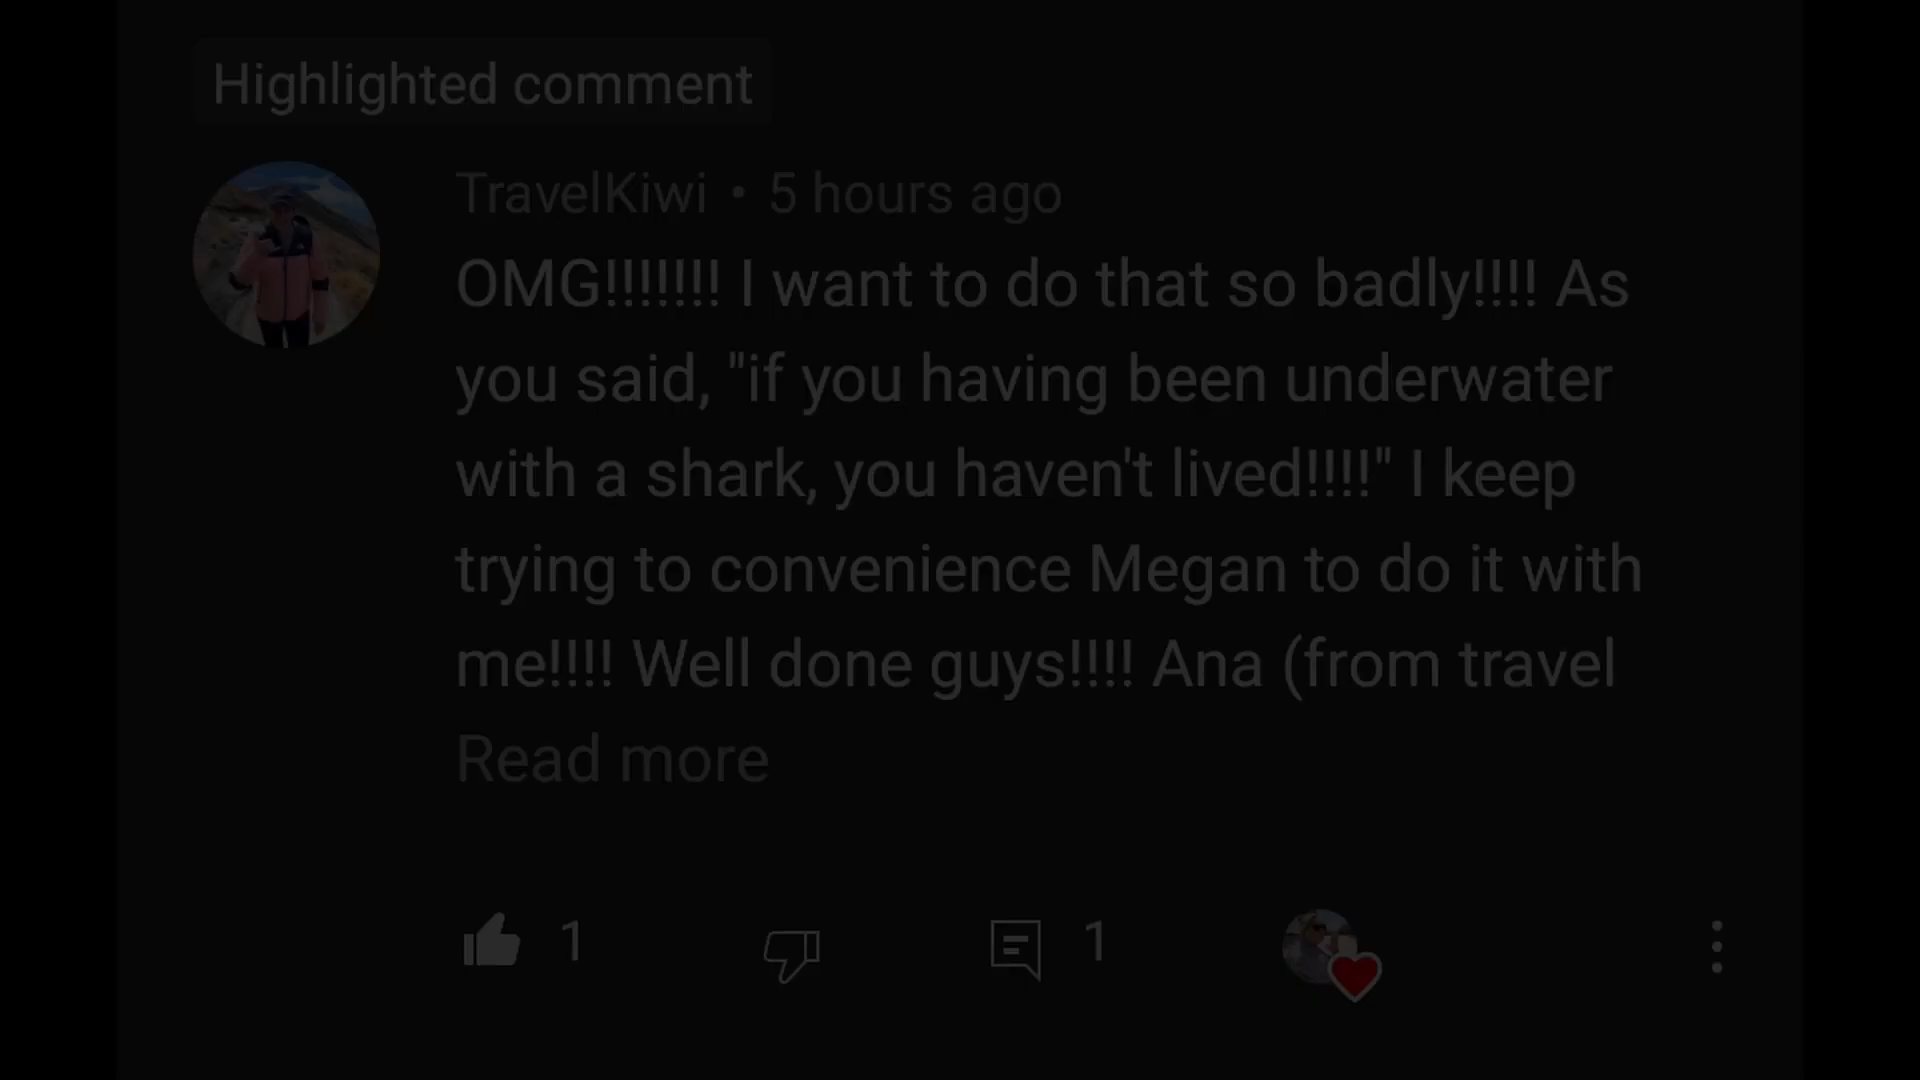 Highlighted comment
TravelKiwi • 5 hours ago
OMG!!!!!!! I want to do that so badly!!!! As
you said, "if you having been underwater
with a shark, you haven't lived!!!!" I keep
trying to convenience Megan to do it with
me!!!! Well done guys!!!! Ana (from travel
Read more
1 1